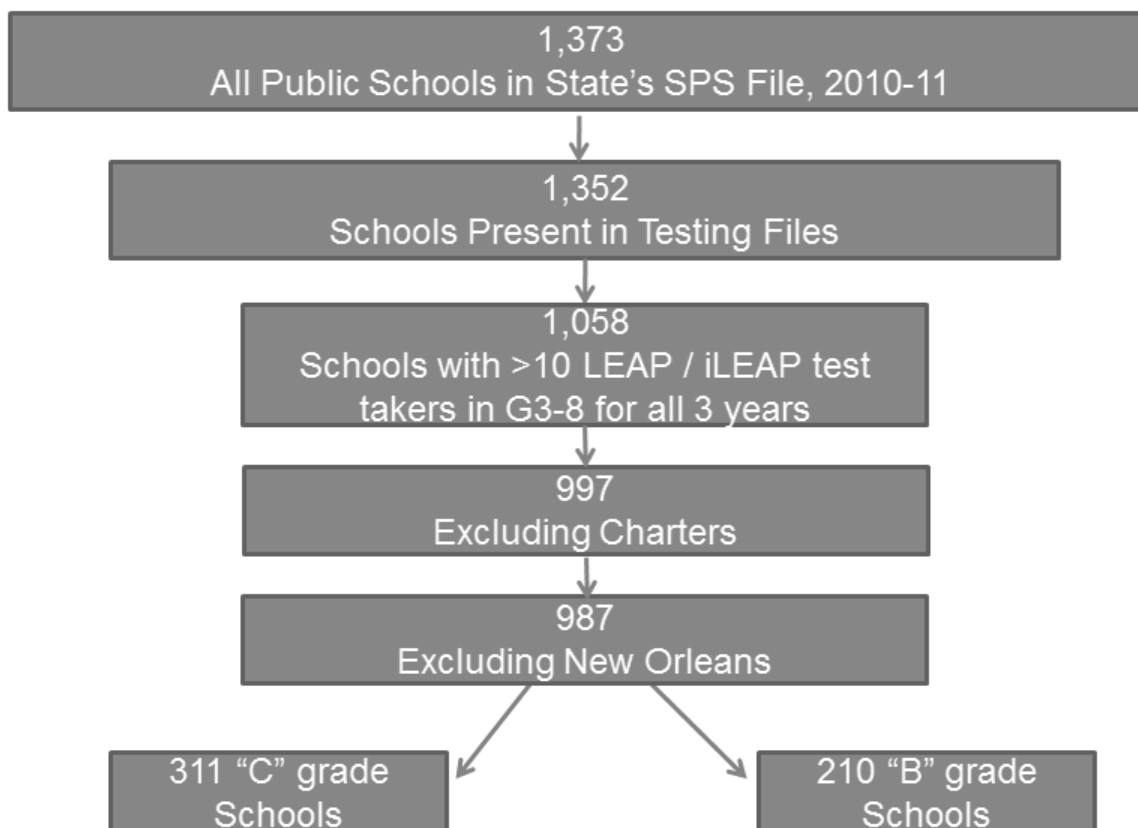 1,373
All Public Schools in State’s SPS File, 2010-11
1,352
Schools Present in Testing Files
1,058
Schools with >10 LEAP / iLEAP test
takers in G3-8 for all 3 years
997
Excluding Charters
987
Excluding New Orleans
311 “C” grade
Schools
210 “B” grade
Schools